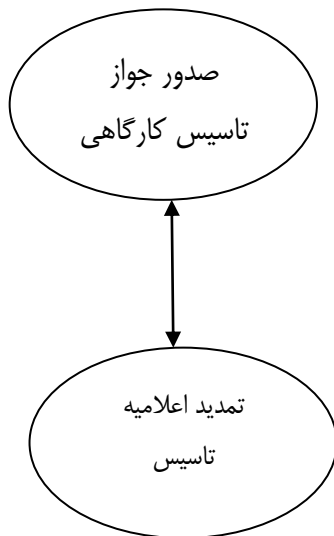 صدور جواز
تاسیس کارگاهی
تمدید اعلامیه
تاسیس